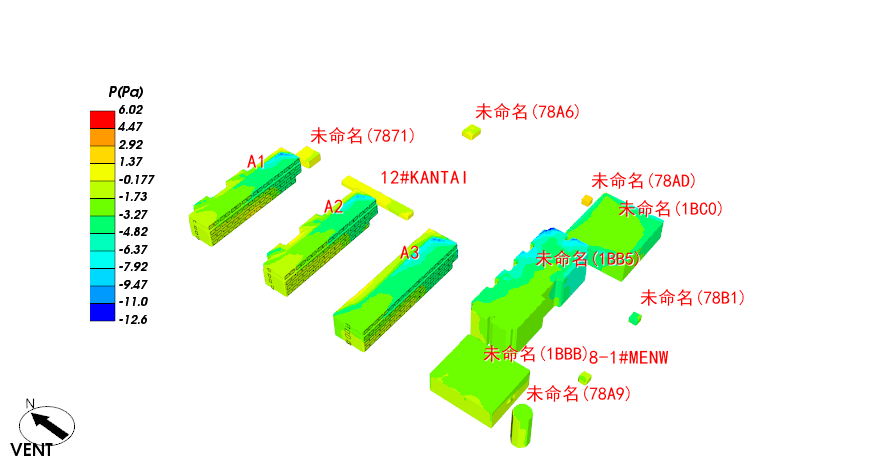 P(Pa)
6.02
4.47
2.92
1.37
-0.177
-1.73
-3.27
-4.82
-6.37
-7.92
-9.47
-11.0
-12.6
未命名(78A6)
未命名(7871)
A1
12#KANTAI
未命名(78AD)
A2
未命名(1BC0)
A3
未命名(1BB5)
未命名(78B1)
未命名(1BBB)
8-1#MENW
未命名(78A9)
N
VENT